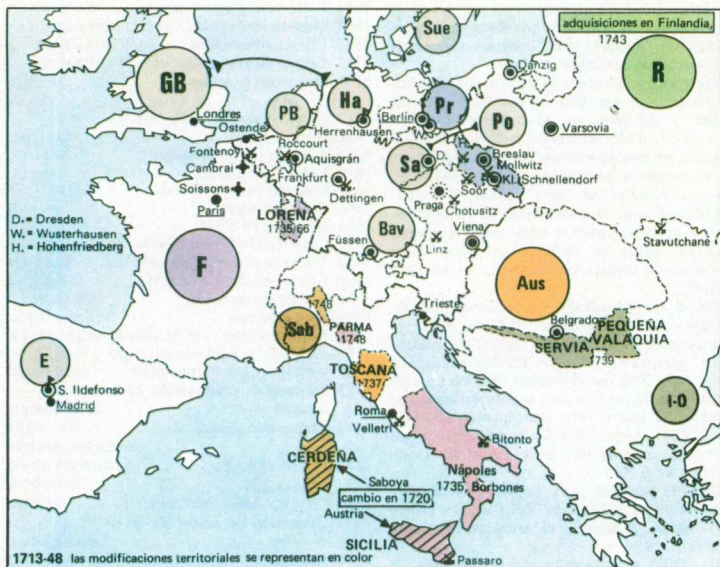 Sue
adquisiciones en Finlandia,
1743
R
GB
Londres
Ostende
PB
Ha
Herrenhausen
Berlín
Pr
W.
Danzig
Po
Varsovia
Fontenoy
Roccourt
Cambrai
Aquisgrán
Soissons
París
Frankfurt
Dettingen
Sa
D.
H.
Breslau
Mollwitz
Kl.Schnellendorf
Soor
Praga
Chotusitz
D. = Dresden
W. = Wusterhausen
H. = Hohenfriedberg
LORENA
1735/66
F
Füssen
Bav
Linz
Viena
Stavutchane
Aus
Sab
1748
PARMA
1748
Trieste
Belgrado
SERVIA
PEQUEÑA
VALAQUIA
1739
TOSCANA
1737
E
S. Ildefonso
Madrid
Roma
Velletri
Bitonto
I-O
CERDEÑA
Saboya
cambio en 1720
Austria
Nápoles
1735, Borbones
SICILIA
Passaro
1713-48 las modificaciones territoriales se representan en color